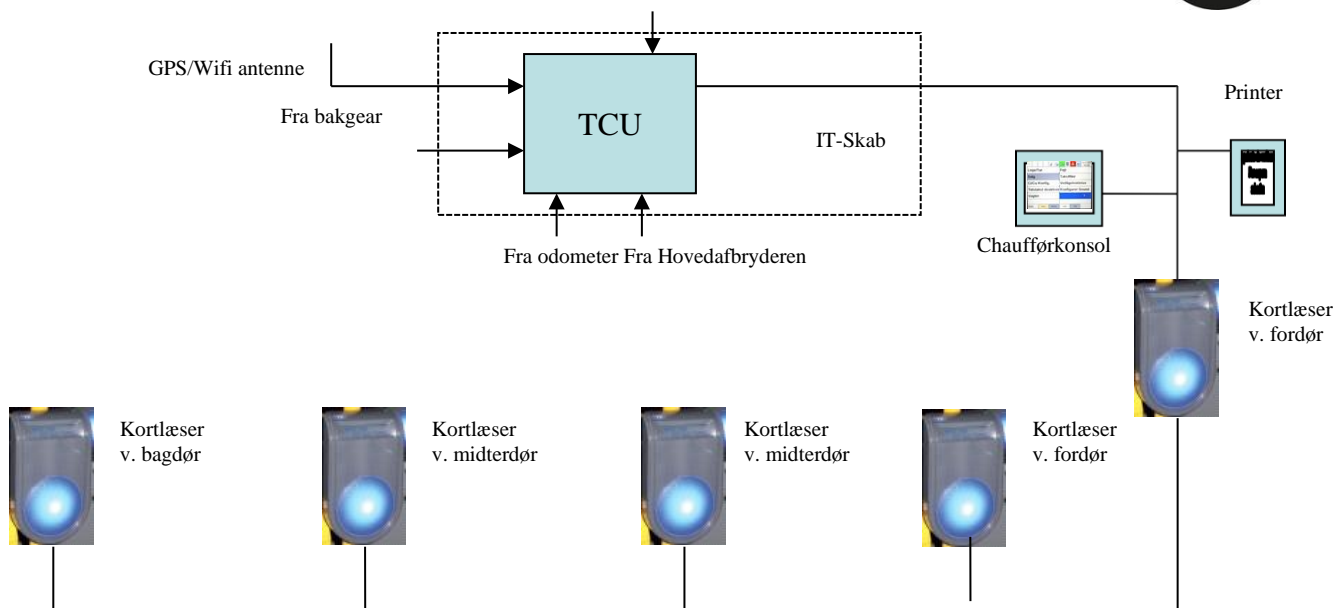 GPS/Wifi antenne
Fra bakgear
TCU
IT-Skab
Printer
Chaufførkonsol
Fra odometer Fra Hovedafbryderen
Kortlæser
v. fordør
Kortlæser
v. bagdør
Kortlæser
v. midterdør
Kortlæser
v. midterdør
Kortlæser
v. fordør